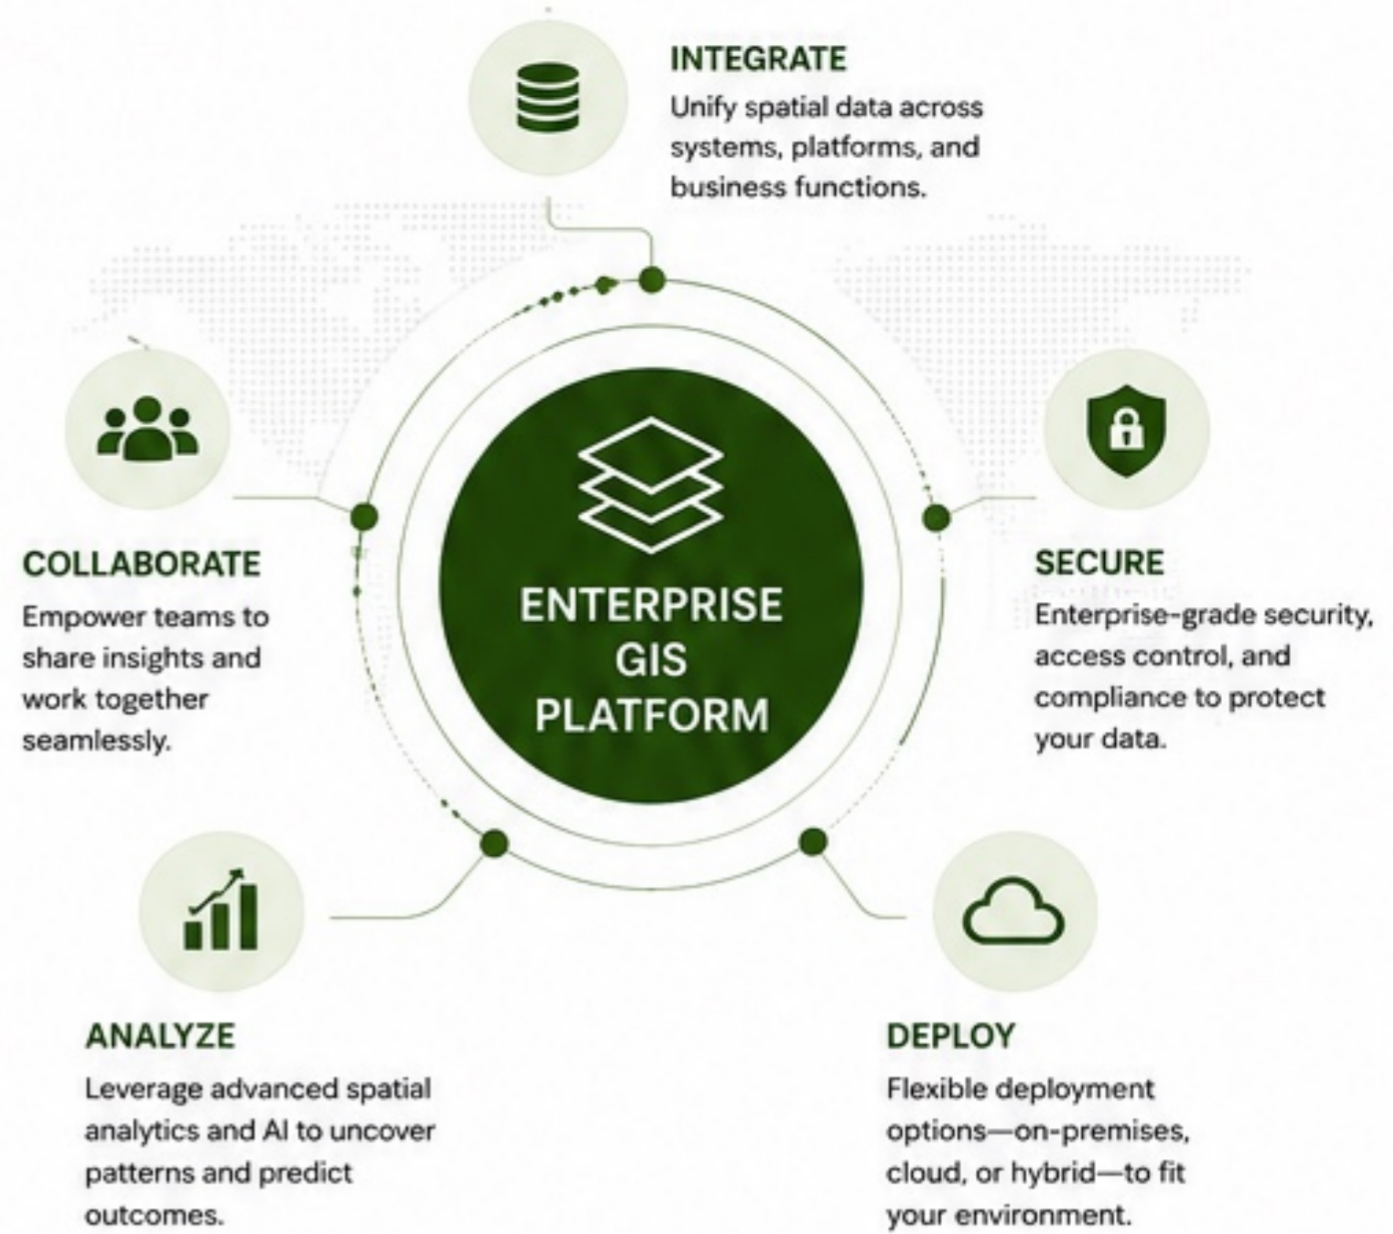 INTEGRATE
Unify spatial data across
systems, platforms, and
business functions.
COLLABORATE
Empower teams to
share insights and
work together
seamlessly.
ENTERPRISE
GIS
PLATFORM
SECURE
Enterprise-grade security,
access control, and
compliance to protect
your data.
ANALYZE
Leverage advanced spatial
analytics and AI to uncover
patterns and predict
outcomes.
DEPLOY
Flexible deployment
options—on-premises,
cloud, or hybrid—to fit
your environment.